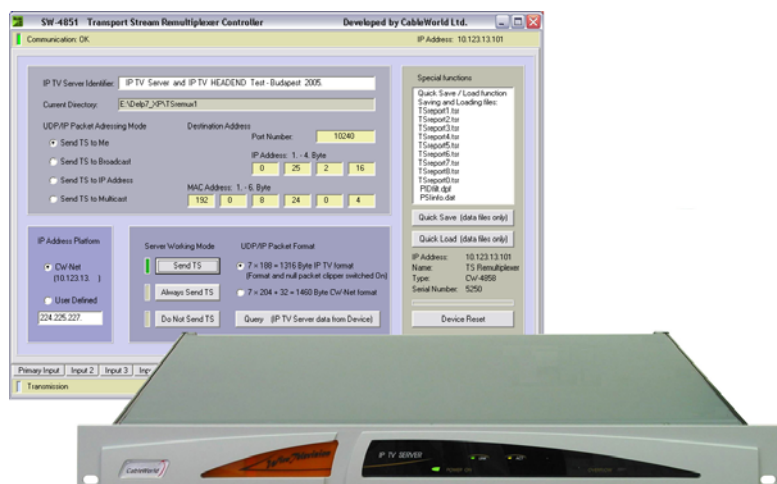 SW-4851 Transport Stream Remultiplexer Controller Developed by CableWorld Ltd.
Communication: OK IP Address: 10.123.13.101
IP TV Server Identifier: IP TV Server and IP TV HEADEND Test - Budapest 2005.
Current Directory: E:\Delp7_XP\TSremux1
UDP/IP Packet Adressing Mode
Send TS to Me
Send TS to Broadcast
Send TS to IP Address
Send TS to Multicast
Destination Address
Port Number: 10240
IP Address: 1. - 4. Byte
0 25 2 16
MAC Address: 1. - 6. Byte
192 0 8 24 0 4
Special functions
Quick Save / Load function
Saving and Loading files:
TSreport1.tsr
TSreport2.tsr
TSreport3.tsr
TSreport4.tsr
TSreport5.tsr
TSreport6.tsr
TSreport7.tsr
TSreport8.tsr
TSreport0.tsr
PIDfilt.dpf
PSIinfo.dat
Quick Save (data files only)
Quick Load (data files only)
IP Address: 10.123.13.101
Name: TS Remultiplexer
Type: CW-4858
Serial Number: 5250
Device Reset
IP Address Platform
CW-Net
(10.123.13. )
User Defined
224.225.227.
Server Working Mode
Send TS
Always Send TS
Do Not Send TS
UDP/IP Packet Format
7 × 188 = 1316 Byte IP TV format
(Format and null packet clipper switched On)
7 × 204 + 32 = 1460 Byte CW-Net format
Query (IP TV Server data from Device)
Primary Input Input 2 Input 3
Transmission
CableWorld
IP TV SERVER
POWER ON